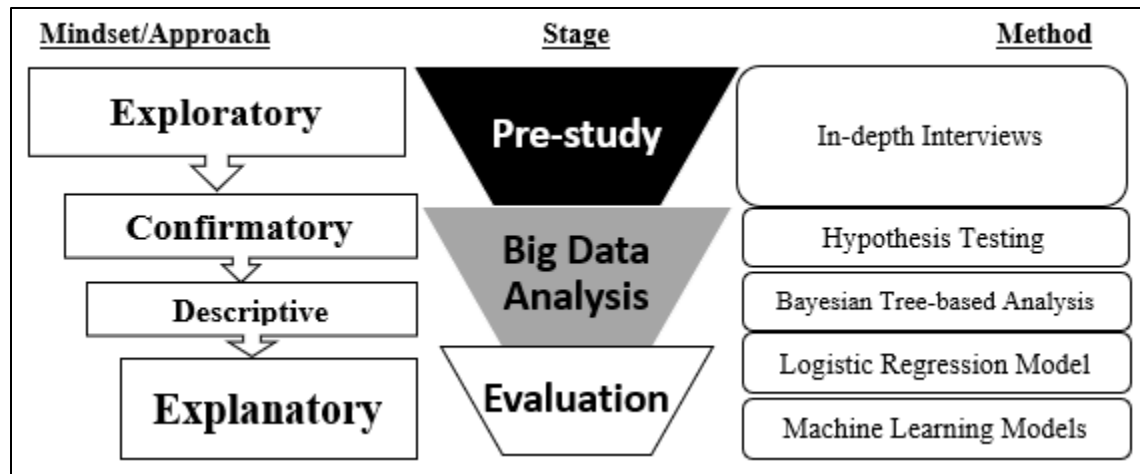 Mindset/Approach
Stage
Method
Exploratory
Pre-study
In-depth Interviews
Confirmatory
Big Data
Analysis
Hypothesis Testing
Descriptive
Bayesian Tree-based Analysis
Explanatory
Evaluation
Logistic Regression Model
Machine Learning Models